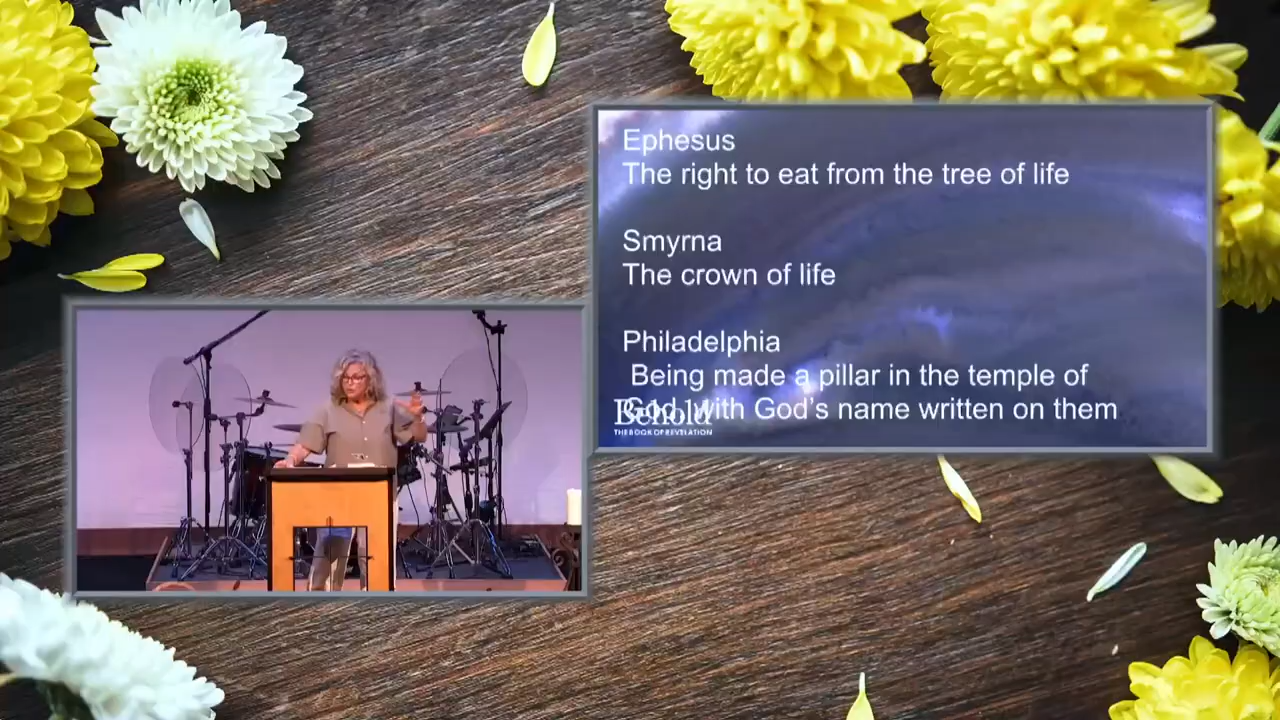 Ephesus
The right to eat from the tree of life
Smyrna
The crown of life
Philadelphia
Being made a pillar in the temple of
God, with God's name written on them
Behold
THE BOOK OF REVELATION